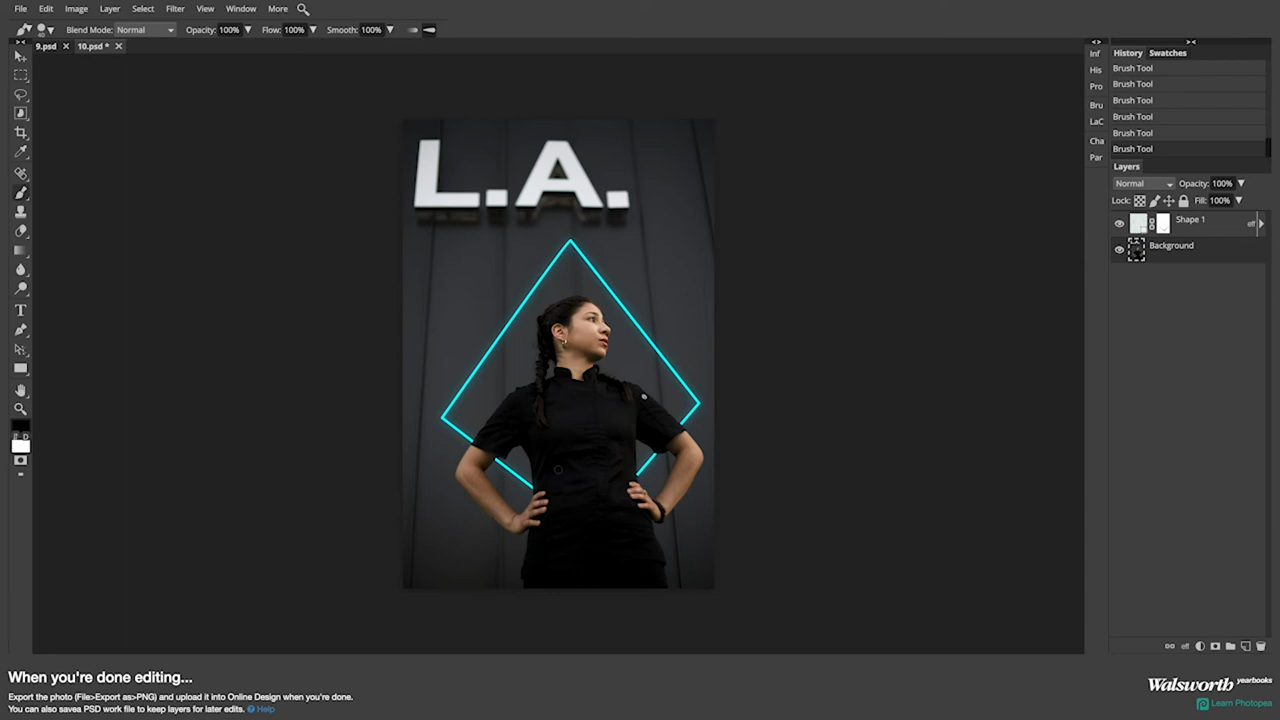 File Edit Image Layer Select Filter View Window More
Blend Mode: Normal Opacity: 100% Flow: 100% Smooth: 100%
9.psd 10.psd *
L.A.
Inf
His
Pro
Bru
LaC
Cha
Par
History Swatches
Brush Tool
Brush Tool
Brush Tool
Brush Tool
Brush Tool
Brush Tool
Layers
Normal Opacity: 100%
Lock: Fill: 100%
Shape 1 eff
Background
eff
When you're done editing...
Export the photo (File>Export as>PNG) and upload it into Online Design when you're done.
You can also savea PSD work file to keep layers for later edits. ? Help
Walsworth yearbooks
Learn Photopea